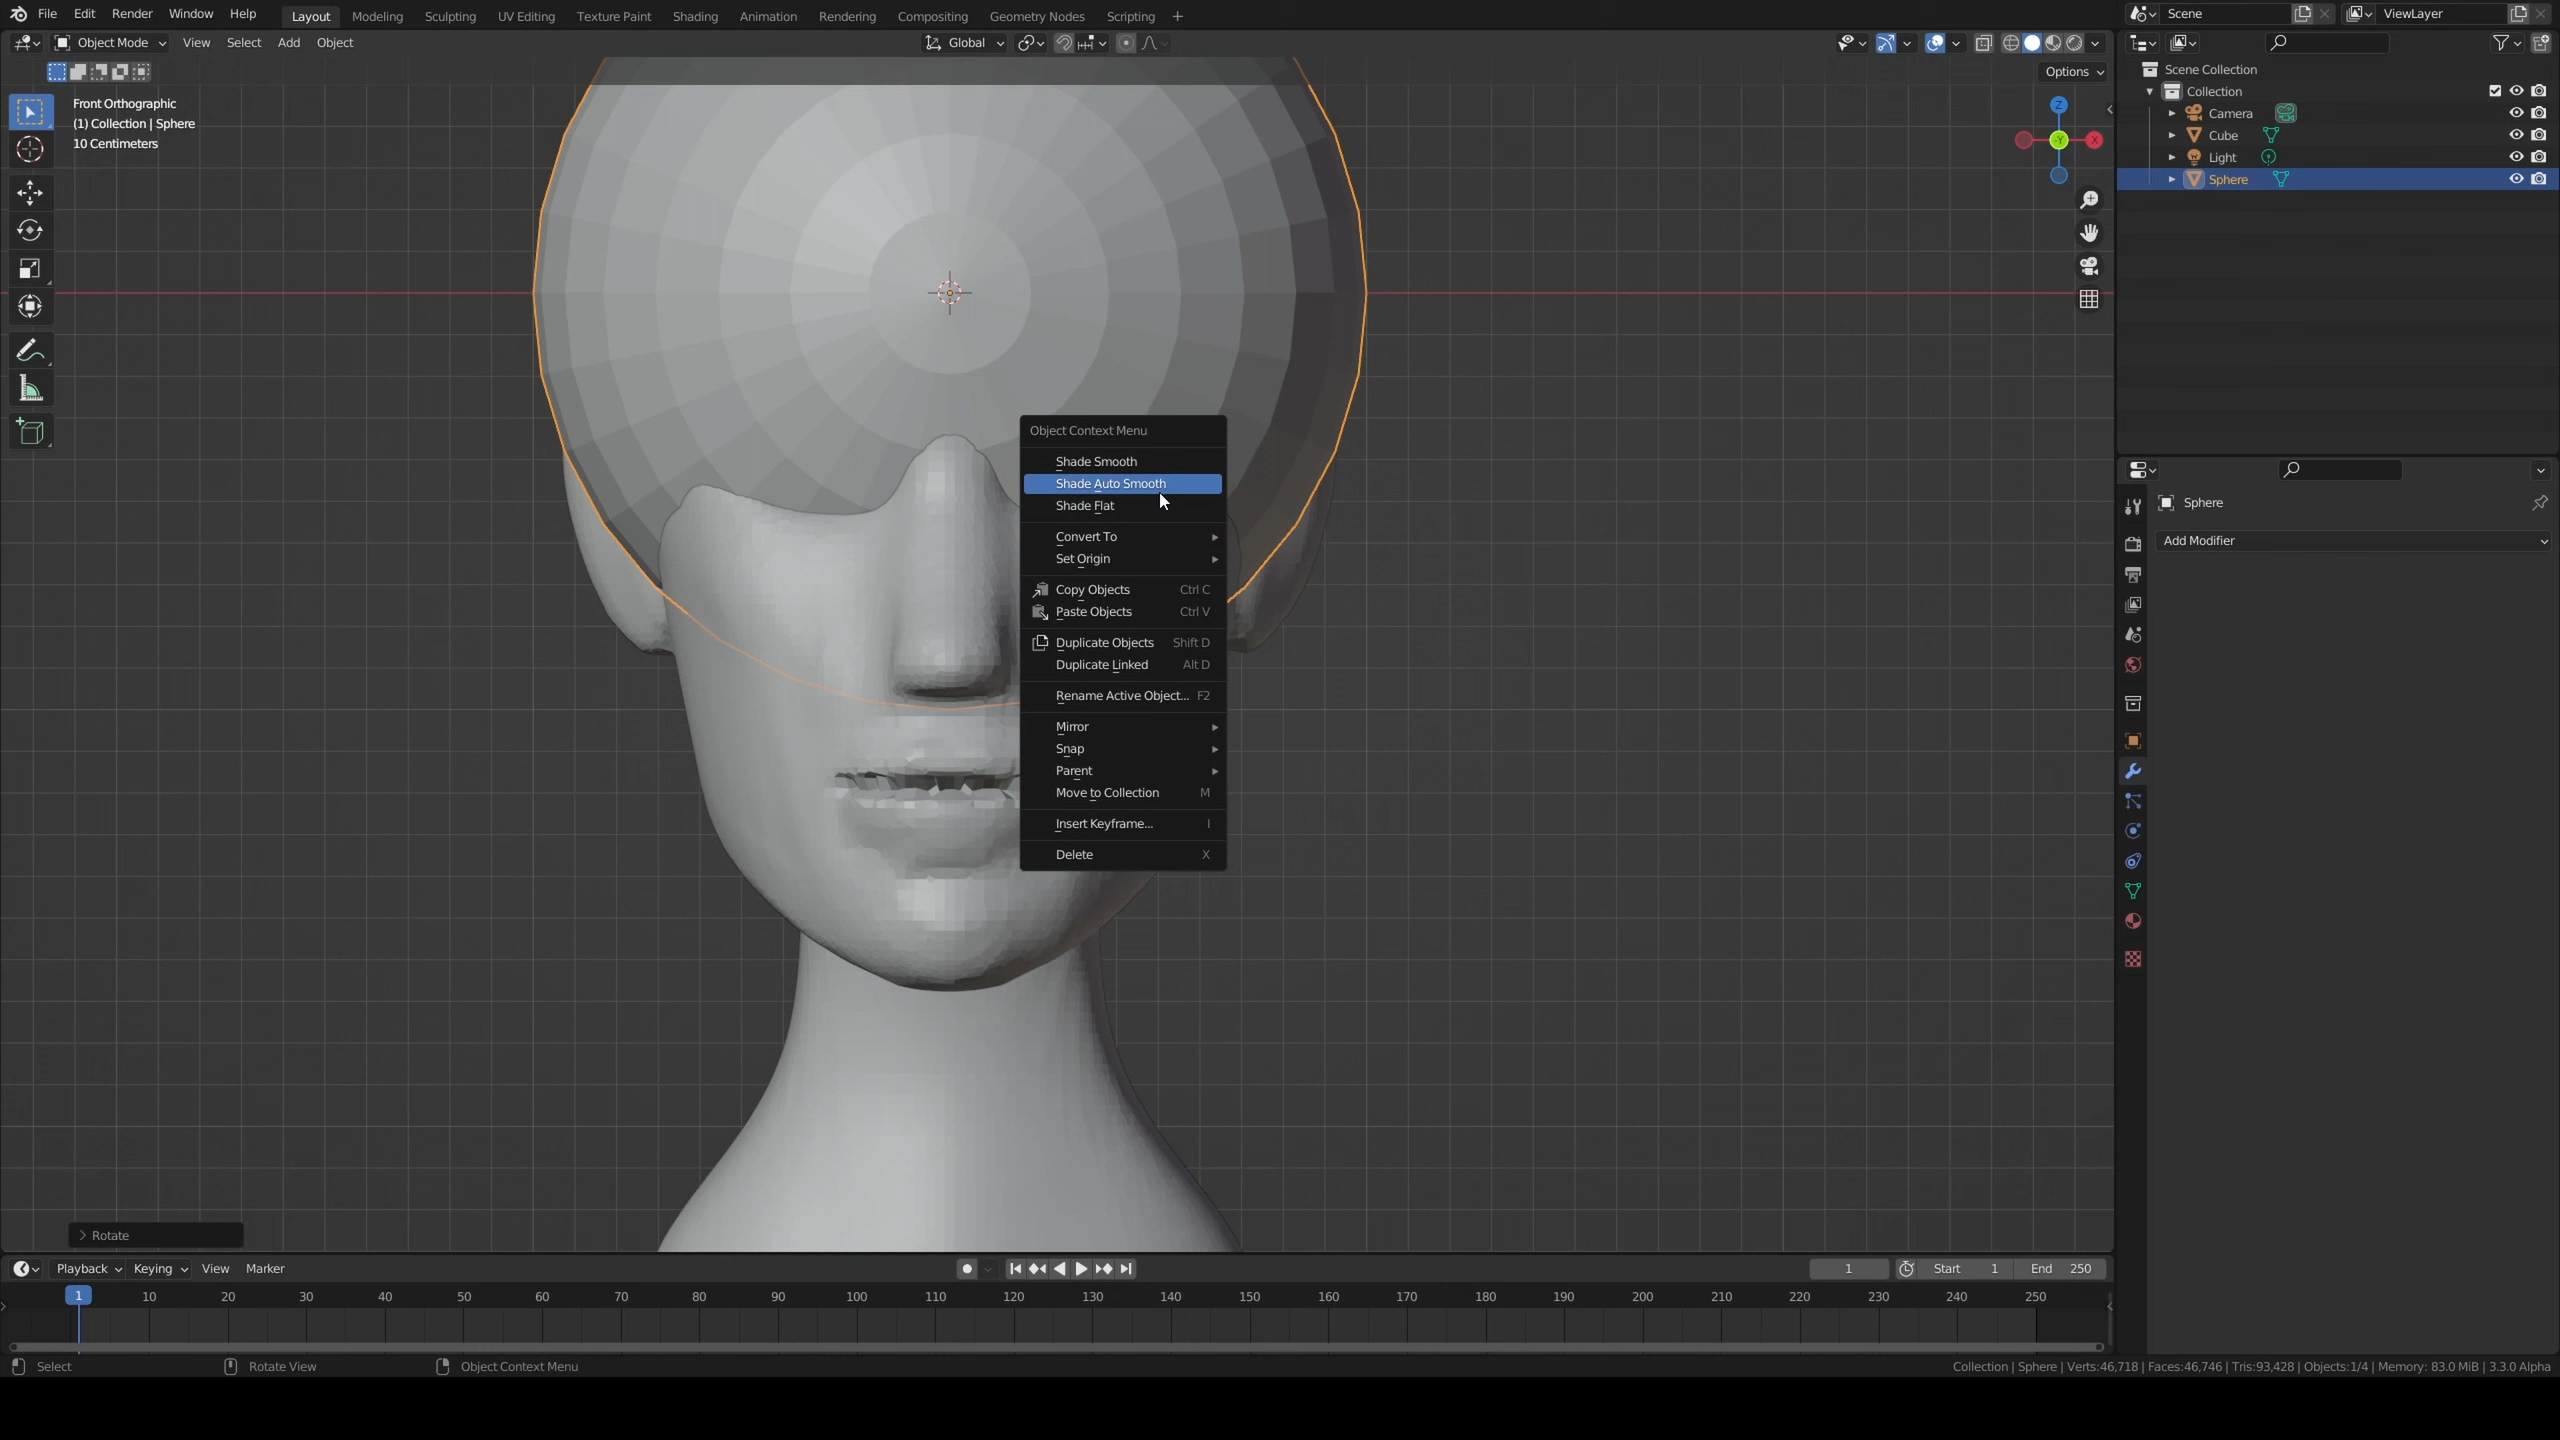 File Edit Render Window Help Layout Modeling Sculpting UV Editing Texture Paint Shading Animation Rendering Compositing Geometry Nodes Scripting + Scene ViewLayer
Object Mode View Select Add Object Global
Options
Front Orthographic
(1) Collection | Sphere
10 Centimeters
Z
Y
X
Scene Collection
Collection
Camera
Cube
Light
Sphere
Sphere
Add Modifier
Object Context Menu
Shade Smooth
Shade Auto Smooth
Shade Flat
Convert To
Set Origin
Copy Objects Ctrl C
Paste Objects Ctrl V
Duplicate Objects Shift D
Duplicate Linked Alt D
Rename Active Object... F2
Mirror
Snap
Parent
Move to Collection M
Insert Keyframe... I
Delete X
Rotate
Playback Keying View Marker 1 Start 1 End 250
1 10 20 30 40 50 60 70 80 90 100 110 120 130 140 150 160 170 180 190 200 210 220 230 240 250
Select Rotate View Object Context Menu Collection | Sphere | Verts:46,718 | Faces:46,746 | Tris:93,428 | Objects:1/4 | Memory: 83.0 MiB | 3.3.0 Alpha